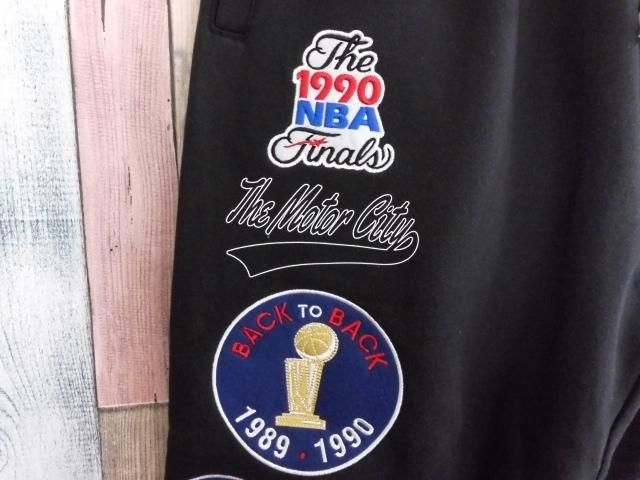 The
1990
NBA
Finals
The Motor City
BACK TO BACK
1989 · 1990